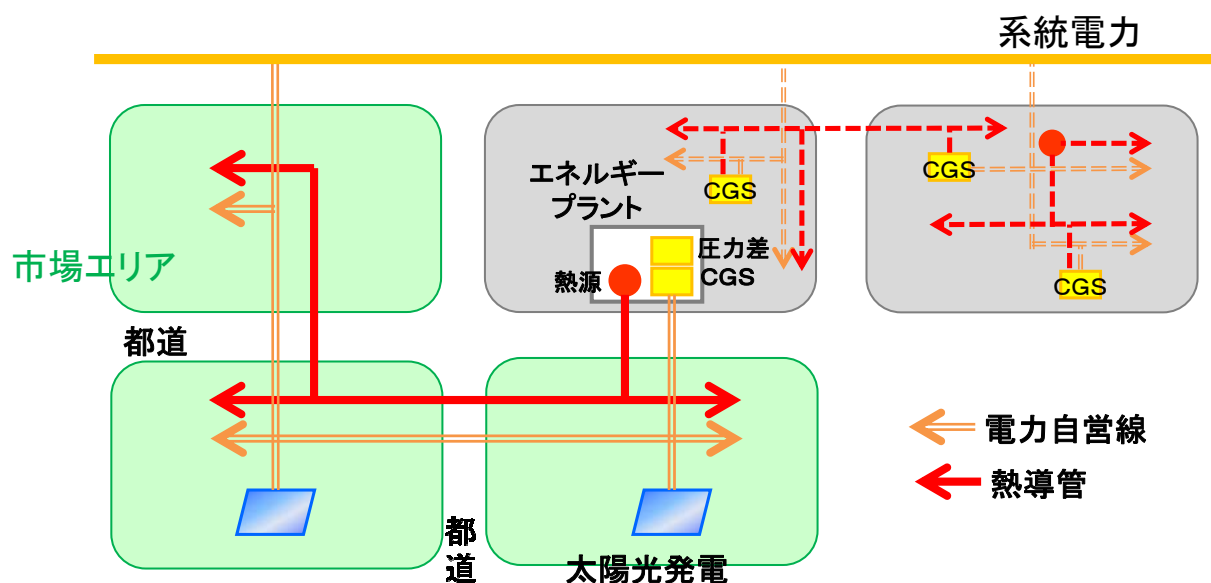 系統電力
エネルギー
プラント
CGS
CGS
圧力差
CGS
熱源
CGS
市場エリア
都道
電力自営線
熱導管
都
道
太陽光発電